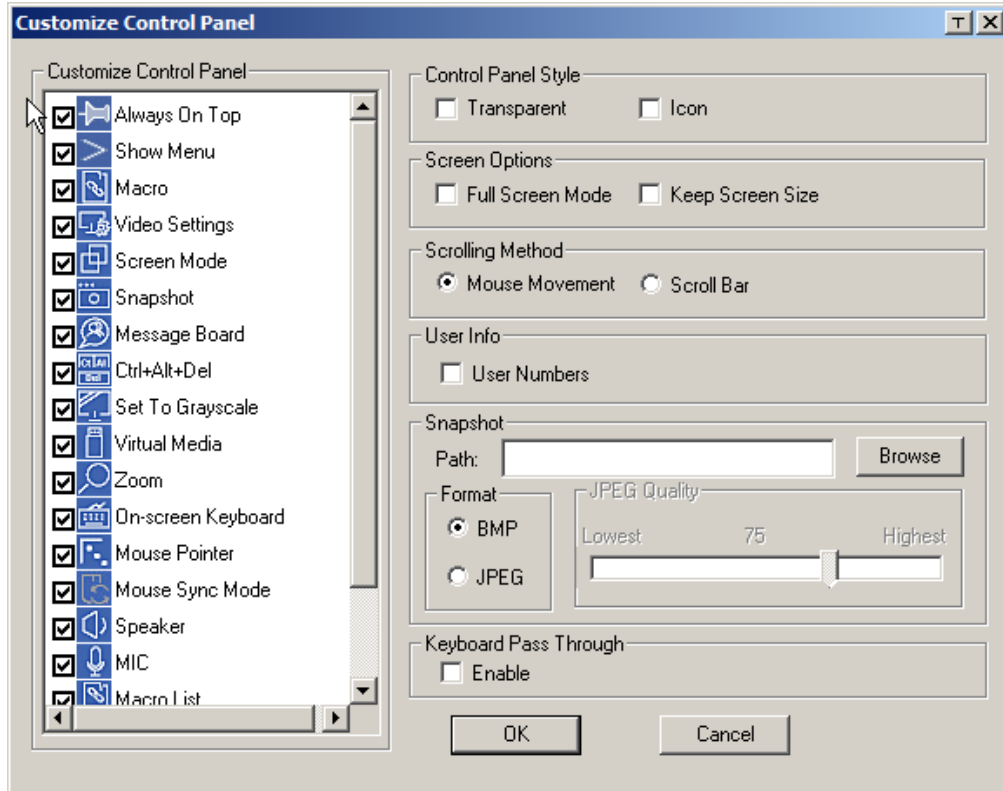 Customize Control Panel
Customize Control Panel
Always On Top
Show Menu
Macro
Video Settings
Screen Mode
Snapshot
Message Board
Ctrl+Alt+Del
Set To Grayscale
Virtual Media
Zoom
On-screen Keyboard
Mouse Pointer
Mouse Sync Mode
Speaker
MIC
Macro List
Control Panel Style
Transparent Icon
Screen Options
Full Screen Mode Keep Screen Size
Scrolling Method
Mouse Movement Scroll Bar
User Info
User Numbers
Snapshot
Path: Browse
Format
BMP
JPEG
JPEG Quality
Lowest 75 Highest
Keyboard Pass Through
Enable
OK Cancel